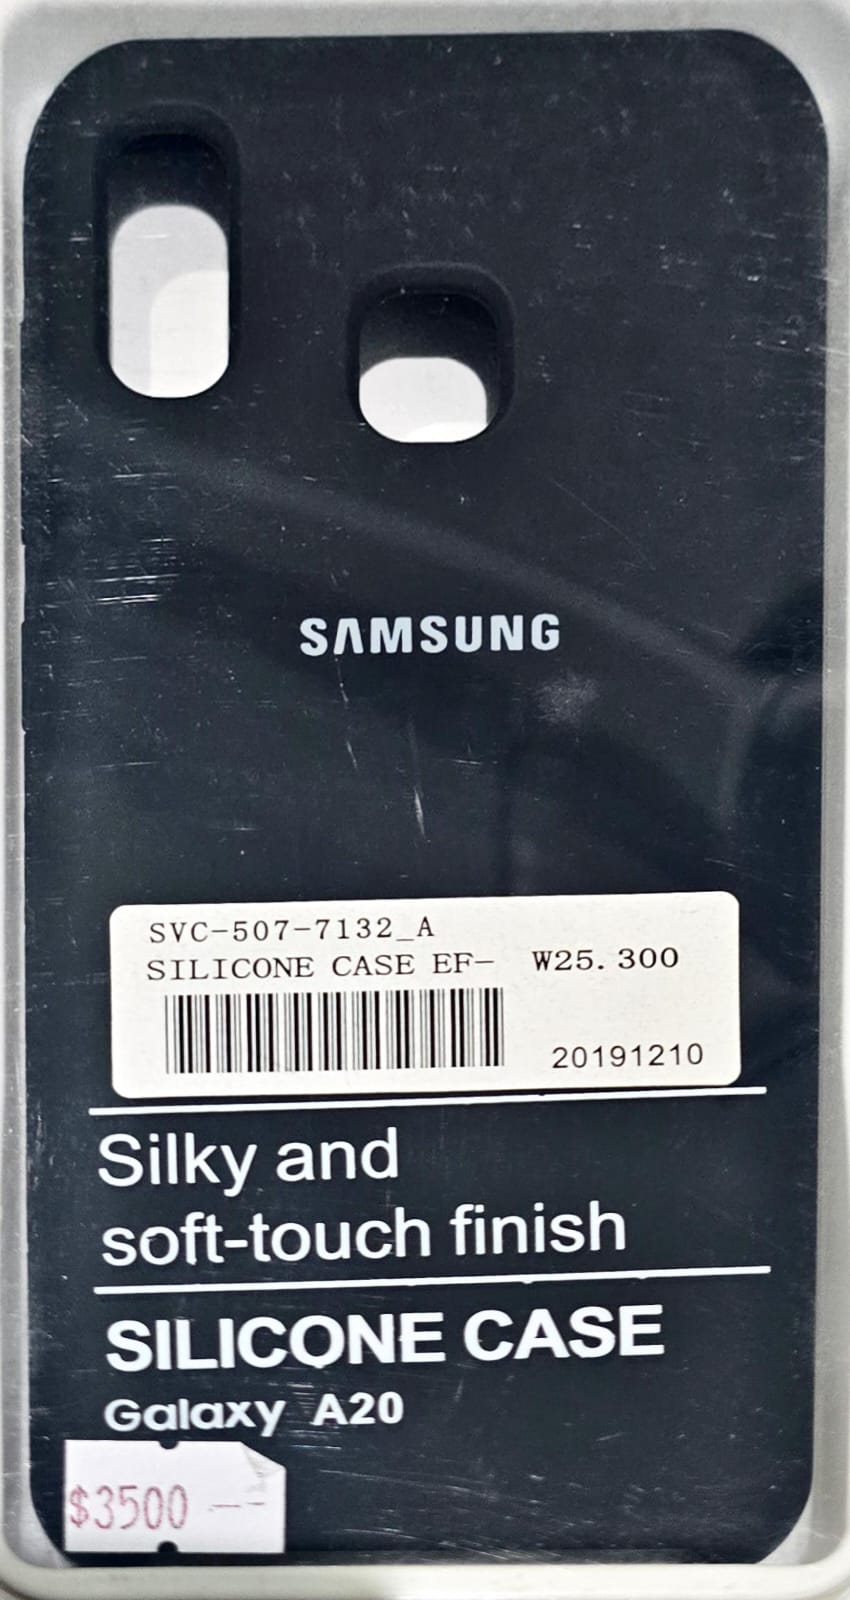 SAMSUNG
SVC-507-7132_A
SILICONE CASE EF- W25.300
20191210
Silky and
soft-touch finish
SILICONE CASE
Galaxy A20
$3500 --